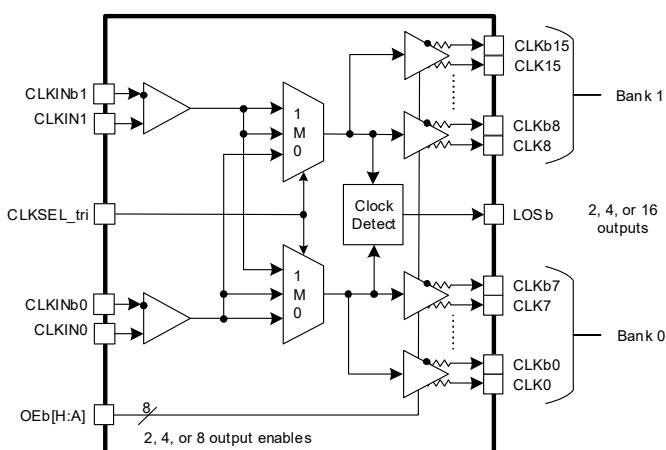 CLKINb1
CLKIN1
CLKSEL_tri
CLKINb0
CLKIN0
OEb[H:A]
8
2, 4, or 8 output enables
1
M
0
1
M
0
Clock
Detect
CLKb15
CLK15
CLKb8
CLK8
Bank 1
LOSb
2, 4, or 16
outputs
CLKb7
CLK7
CLKb0
CLK0
Bank 0